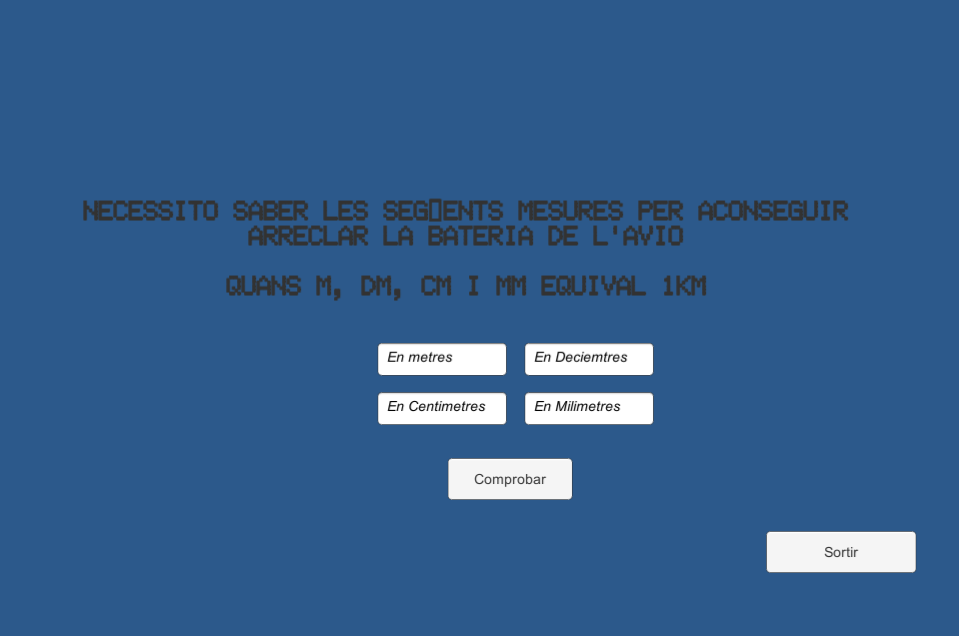 NECESSITO SABER LES SEG▯ENTS MESURES PER ACONSEGUIR
ARRECLAR LA BATERIA DE L'AVIO
QUANS M, DM, CM I MM EQUIVAL 1KM
En metres
En Deciemtres
En Centimetres
En Milimetres
Comprobar
Sortir